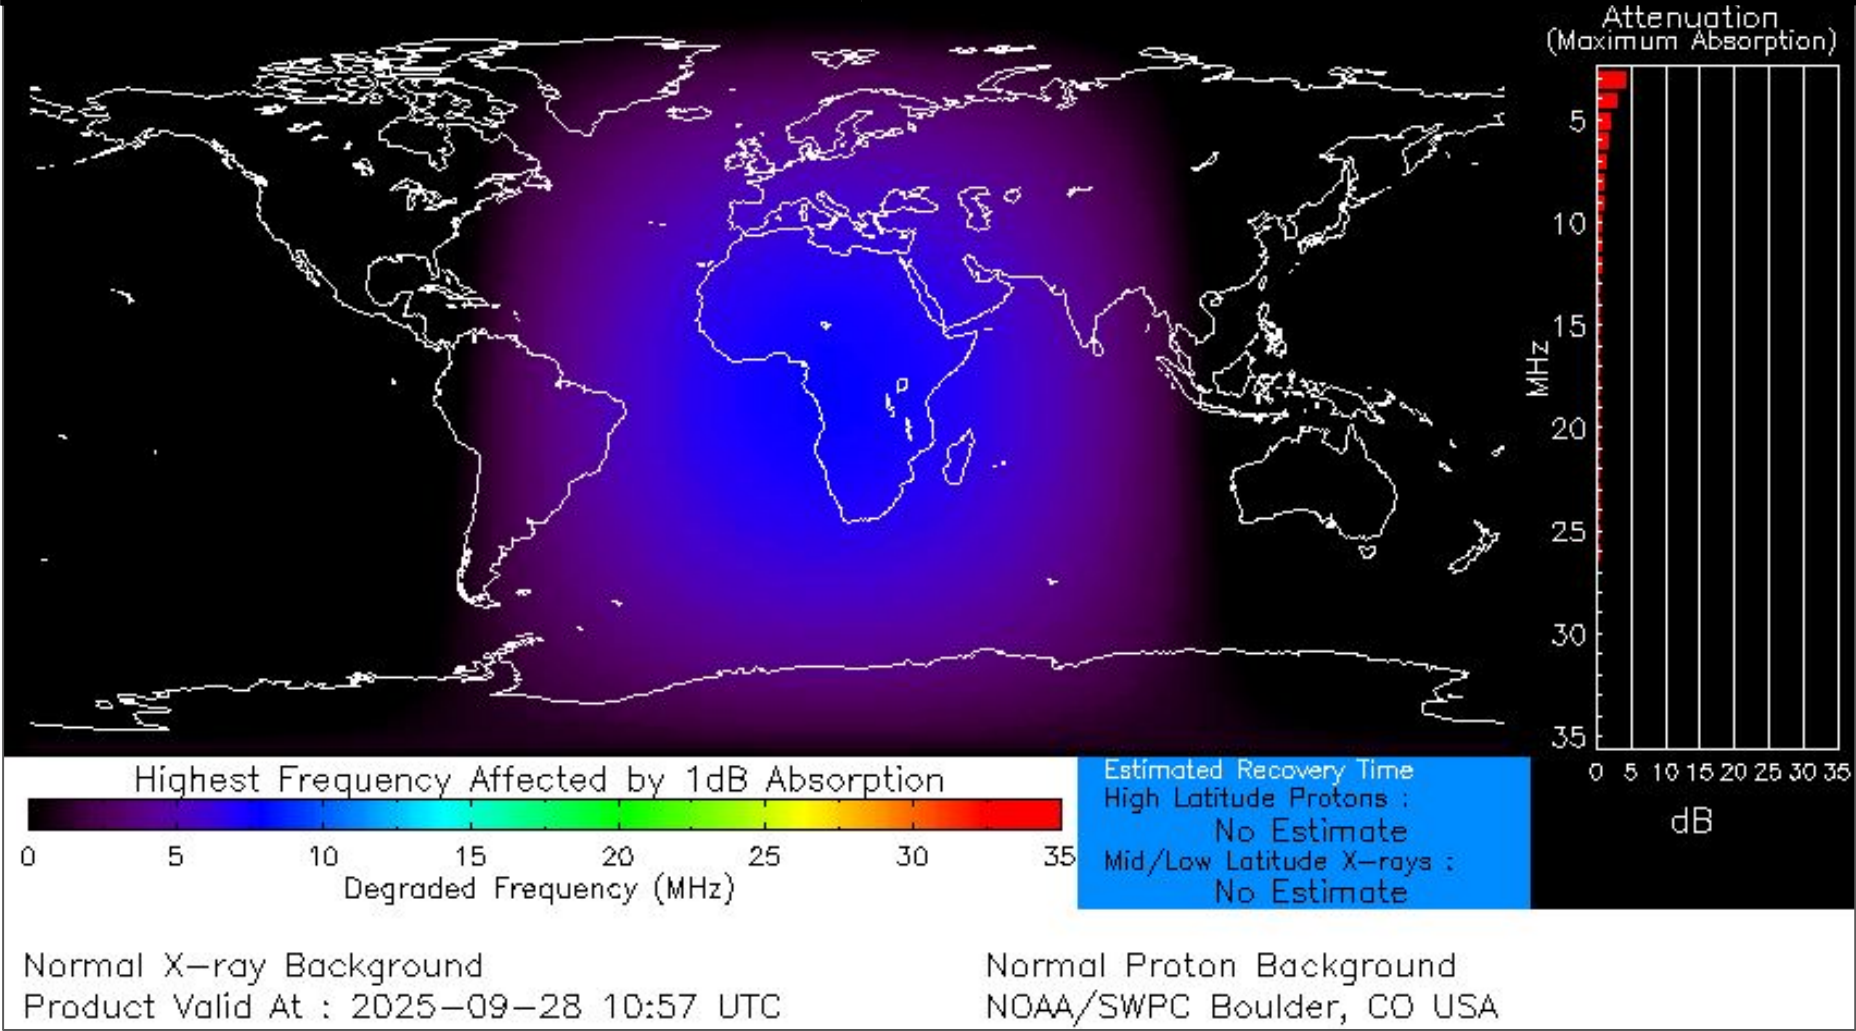 Attenuation
(Maximum Absorption)
5
10
15
20
25
30
35
MHz
0 5 10 15 20 25 30 35
dB
Highest Frequency Affected by 1dB Absorption
0 5 10 15 20 25 30 35
Degraded Frequency (MHz)
Estimated Recovery Time
High Latitude Protons :
No Estimate
Mid/Low Latitude X-rays :
No Estimate
Normal X-ray Background
Product Valid At : 2025-09-28 10:57 UTC
Normal Proton Background
NOAA/SWPC Boulder, CO USA